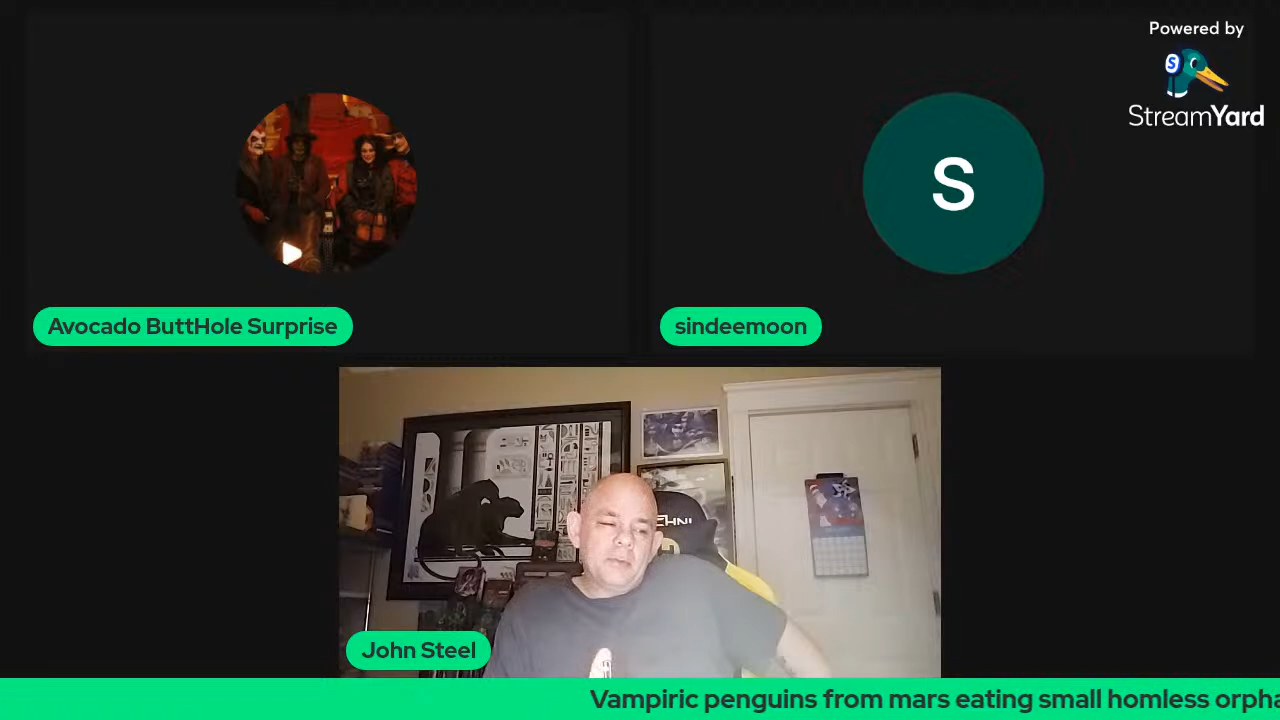 Powered by
S
StreamYard
S
Avocado ButtHole Surprise
sindeemoon
John Steel
Vampiric penguins from mars eating small homless orpha